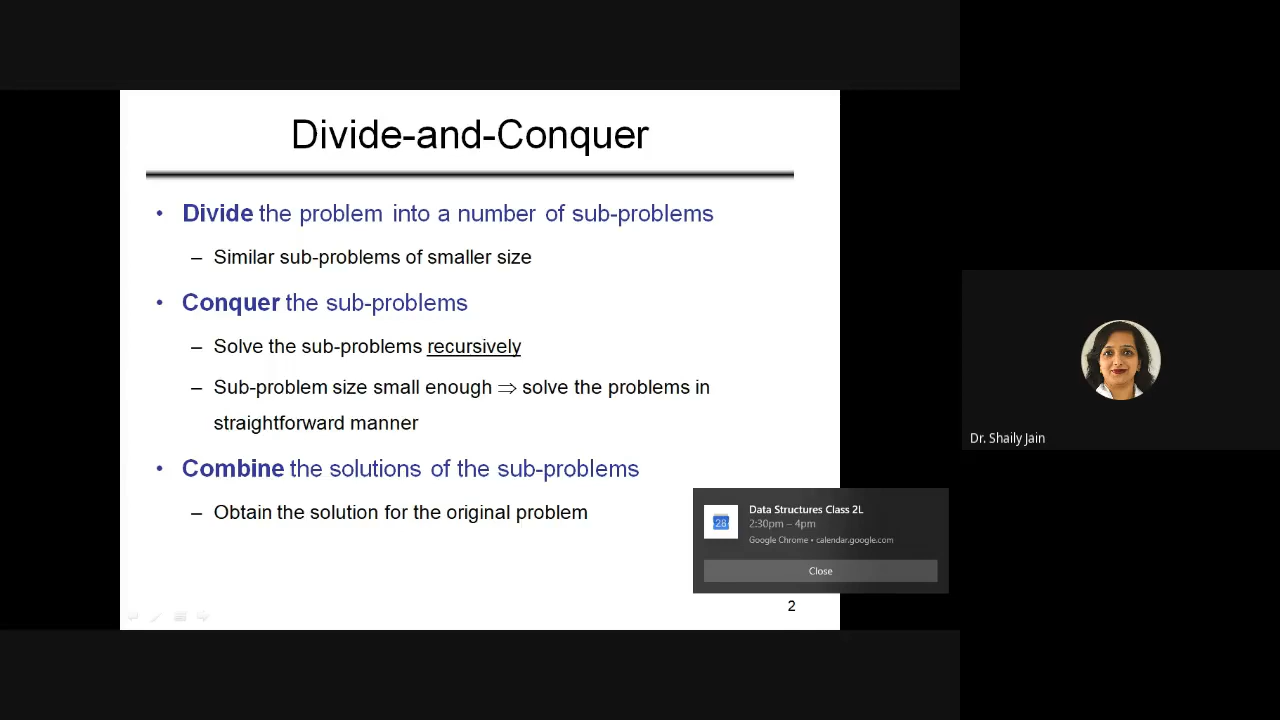 Divide-and-Conquer
• Divide the problem into a number of sub-problems
– Similar sub-problems of smaller size
• Conquer the sub-problems
– Solve the sub-problems recursively
– Sub-problem size small enough ⇒ solve the problems in
straightforward manner
• Combine the solutions of the sub-problems
– Obtain the solution for the original problem
2
28
Data Structures Class 2L
2:30pm – 4pm
Google Chrome • calendar.google.com
Close
Dr. Shaily Jain